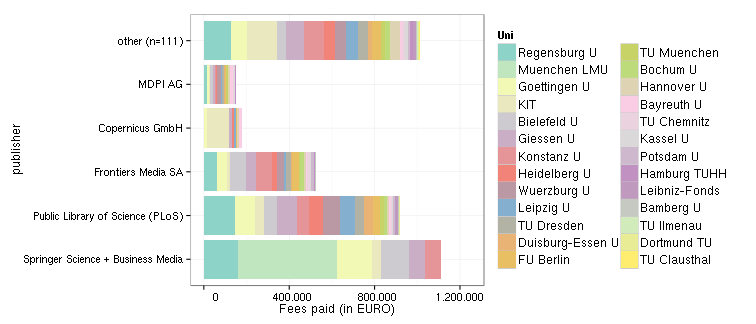 other (n=111)
MDPI AG
Copernicus GmbH
Frontiers Media SA
Public Library of Science (PLoS)
Springer Science + Business Media
publisher
0 400.000 800.000 1.200.000
Fees paid (in EURO)
Uni
Regensburg U
Muenchen LMU
Goettingen U
KIT
Bielefeld U
Giessen U
Konstanz U
Heidelberg U
Wuerzburg U
Leipzig U
TU Dresden
Duisburg-Essen U
FU Berlin
TU Muenchen
Bochum U
Hannover U
Bayreuth U
TU Chemnitz
Kassel U
Potsdam U
Hamburg TUHH
Leibniz-Fonds
Bamberg U
TU Ilmenau
Dortmund TU
TU Clausthal